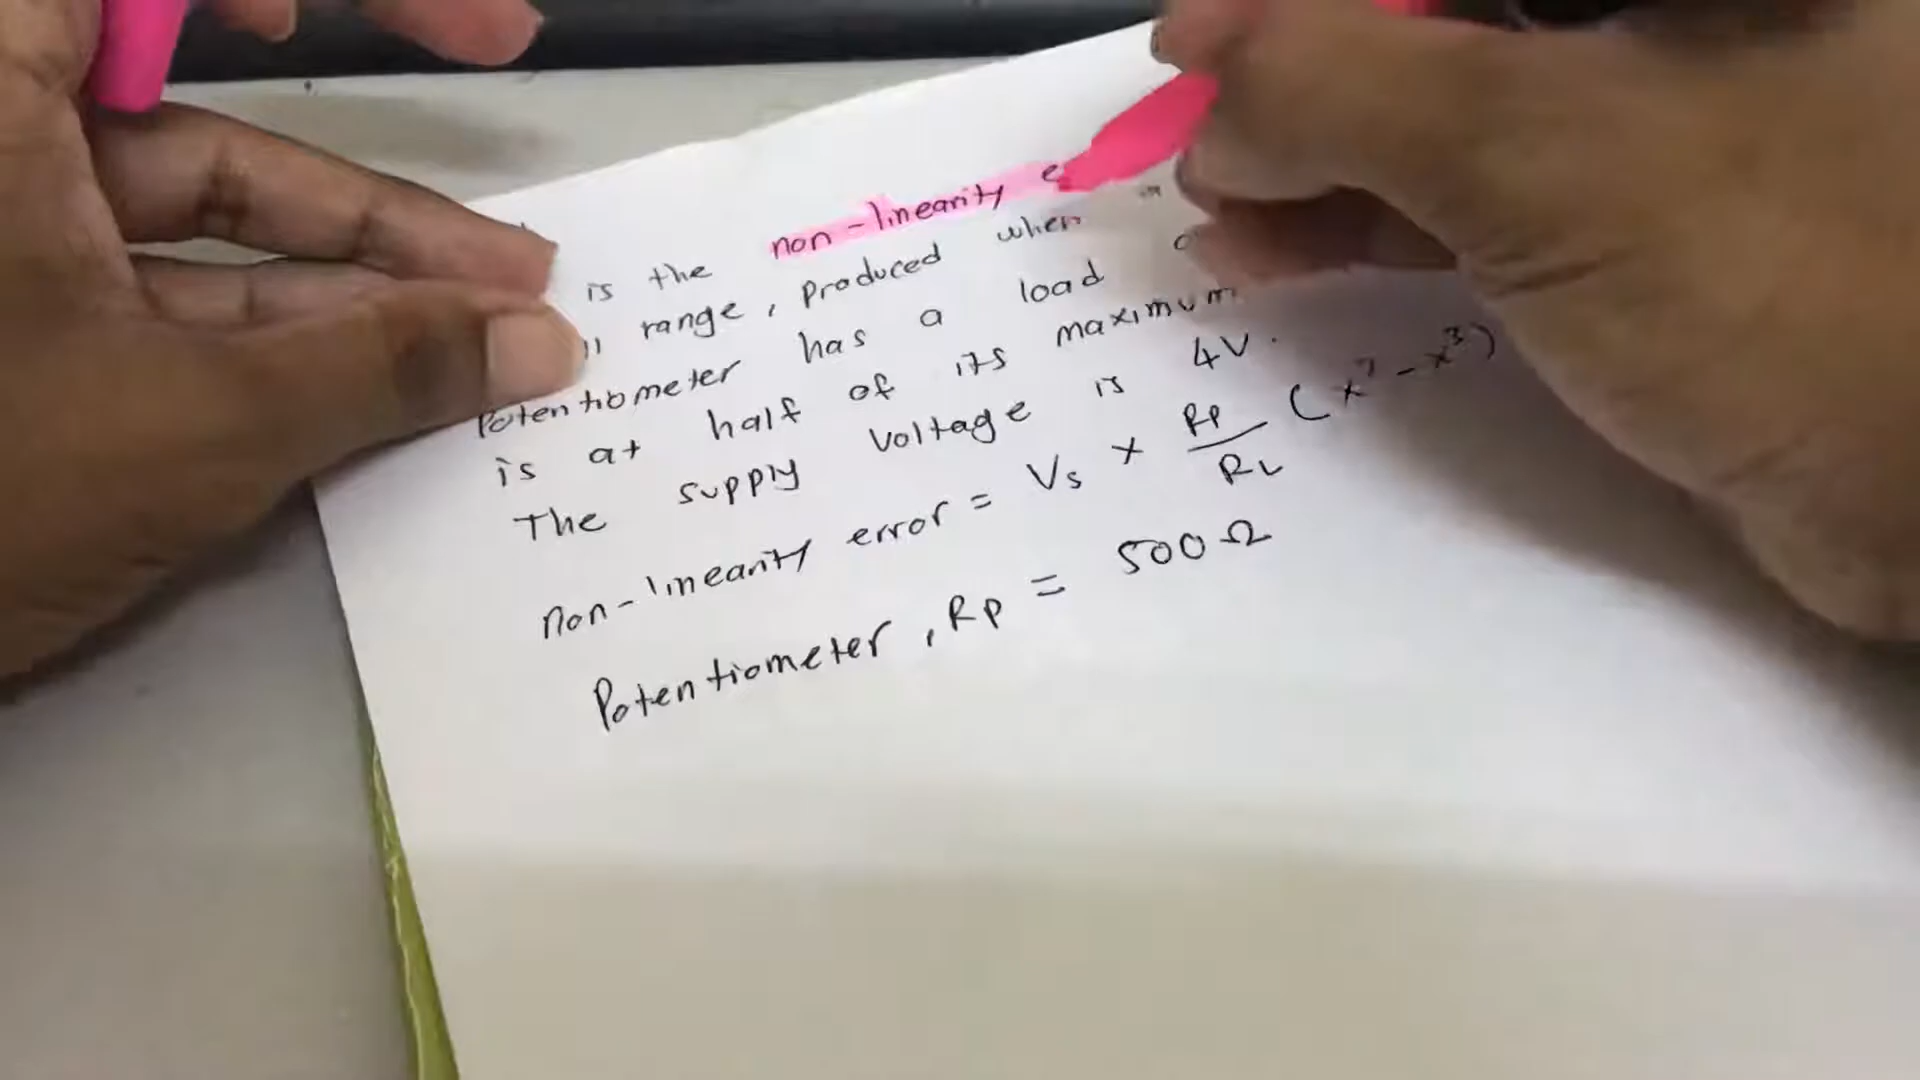 is the non-linearity e
range, produced when
Potentiometer has a load
is at half of its maximum
The supply voltage is 4V.
non-linearity error = Vs × Rp/RL (x² - x³)
Potentiometer, Rp = 500Ω